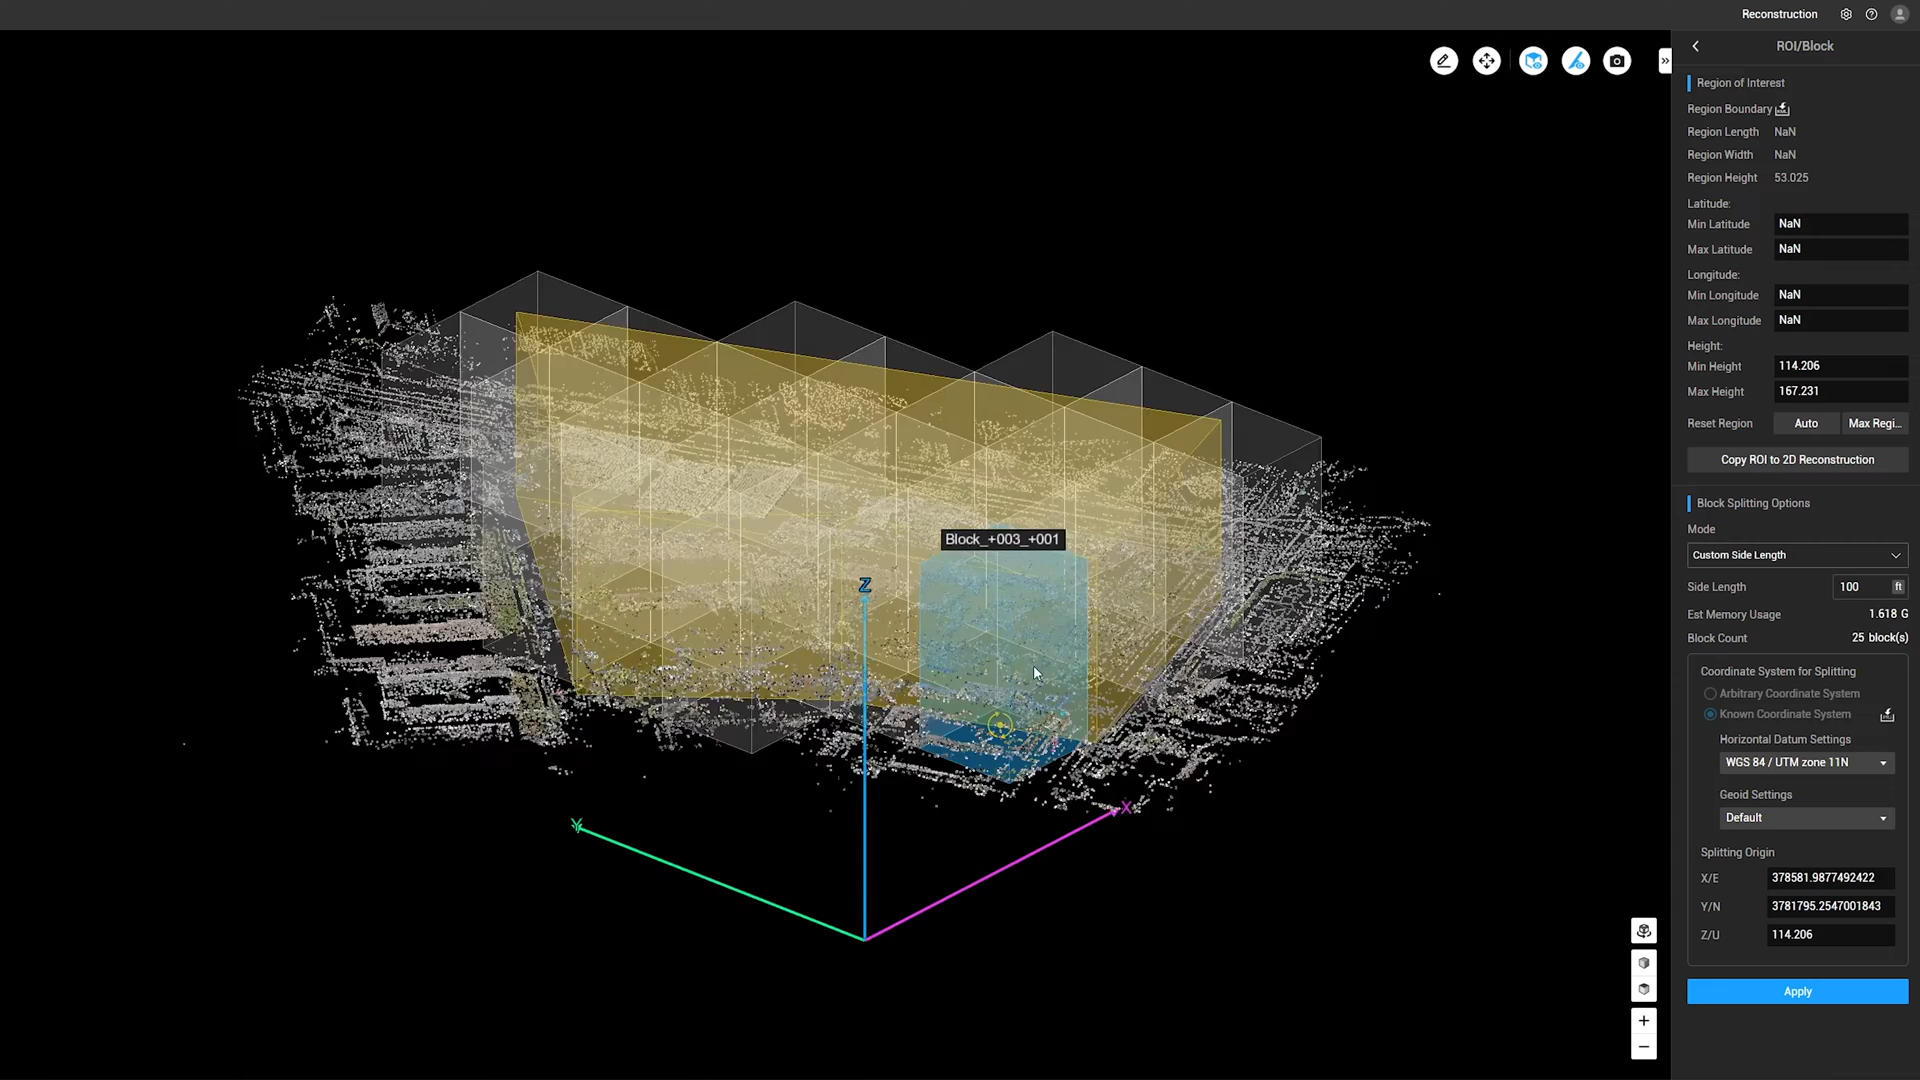 Reconstruction
ROI/Block
Region of Interest
Region Boundary
Region Length NaN
Region Width NaN
Region Height 53.025
Latitude:
Min Latitude NaN
Max Latitude NaN
Longitude:
Min Longitude NaN
Max Longitude NaN
Height:
Min Height 114.206
Max Height 167.231
Reset Region Auto Max Regi...
Copy ROI to 2D Reconstruction
Block Splitting Options
Mode
Custom Side Length
Side Length 100 ft
Est Memory Usage 1.618 G
Block Count 25 block(s)
Coordinate System for Splitting
Arbitrary Coordinate System
Known Coordinate System
Horizontal Datum Settings
WGS 84 / UTM zone 11N
Geoid Settings
Default
Splitting Origin
X/E 378581.9877492422
Y/N 3781795.2547001843
Z/U 114.206
Apply
Block_+003_+001
Z
Y
X